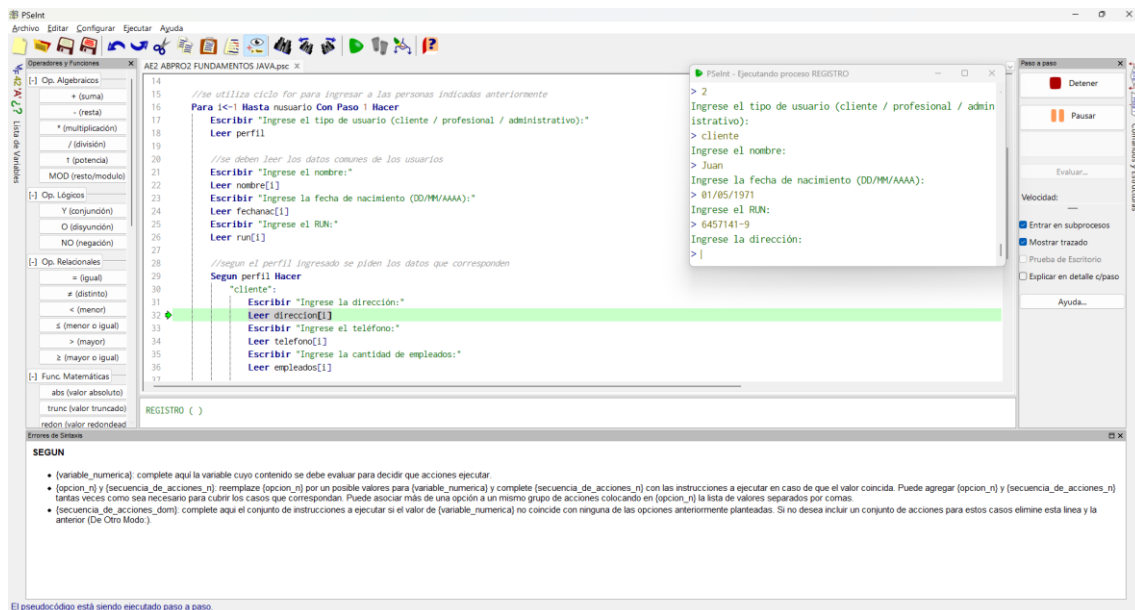 PSeInt
Archivo Editar Configurar Ejecutar Ayuda
Operadores y Funciones
[-] Op. Algebraicos
+ (suma)
- (resta)
* (multiplicación)
/ (división)
↑ (potencia)
MOD (resto/modulo)
[-] Op. Lógicos
Y (conjunción)
O (disyunción)
NO (negación)
[-] Op. Relacionales
= (igual)
≠ (distinto)
< (menor)
≤ (menor o igual)
> (mayor)
≥ (mayor o igual)
[-] Func. Matemáticas
abs (valor absoluto)
trunc (valor truncado)
redon (valor redondead
Lista de Variables
AE2 ABPRO2 FUNDAMENTOS JAVA.psc
14
15 //se utiliza ciclo for para ingresar a las personas indicadas anteriormente
16 Para i<-1 Hasta nusuario Con Paso 1 Hacer
17 Escribir "Ingrese el tipo de usuario (cliente / profesional / administrativo):"
18 Leer perfil
19
20 //se deben leer los datos comunes de los usuarios
21 Escribir "Ingrese el nombre:"
22 Leer nombre[i]
23 Escribir "Ingrese la fecha de nacimiento (DD/MM/AAAA):"
24 Leer fechanac[i]
25 Escribir "Ingrese el RUN:"
26 Leer run[i]
27
28 //segun el perfil ingresado se piden los datos que corresponden
29 Segun perfil Hacer
30 "cliente":
31 Escribir "Ingrese la dirección:"
32 Leer direccion[i]
33 Escribir "Ingrese el teléfono:"
34 Leer telefono[i]
35 Escribir "Ingrese la cantidad de empleados:"
36 Leer empleados[i]
37
REGISTRO ( )
PSeInt - Ejecutando proceso REGISTRO
> 2
Ingrese el tipo de usuario (cliente / profesional / admin
istrativo):
> cliente
Ingrese el nombre:
> Juan
Ingrese la fecha de nacimiento (DD/MM/AAAA):
> 01/05/1971
Ingrese el RUN:
> 6457141-9
Ingrese la dirección:
>
Paso a paso
Detener
Pausar
Evaluar...
Velocidad:
Entrar en subprocesos
Mostrar trazado
Prueba de Escritorio
Explicar en detalle c/paso
Ayuda...
Comandos y Estructuras
Errores de Sintaxis
SEGUN
• {variable_numerica}: complete aquí la variable cuyo contenido se debe evaluar para decidir que acciones ejecutar.
• {opcion_n} y {secuencia_de_acciones_n}: reemplaze {opcion_n} por un posible valores para {variable_numerica} y complete {secuencia_de_acciones_n} con las instrucciones a ejecutar en caso de que el valor coincida. Puede agregar {opcion_n} y {secuencia_de_acciones_n}
tantas veces como sea necesario para cubrir los casos que correspondan. Puede asociar más de una opción a un mismo grupo de acciones colocando en {opcion_n} la lista de valores separados por comas.
• {secuencia_de_acciones_dom}: complete aqui el conjunto de instrucciones a ejecutar si el valor de {variable_numerica} no coincide con ninguna de las opciones anteriormente planteadas. Si no desea incluir un conjunto de acciones para estos casos elimine esta linea y la
anterior (De Otro Modo:).
El pseudocódigo está siendo ejecutado paso a paso.